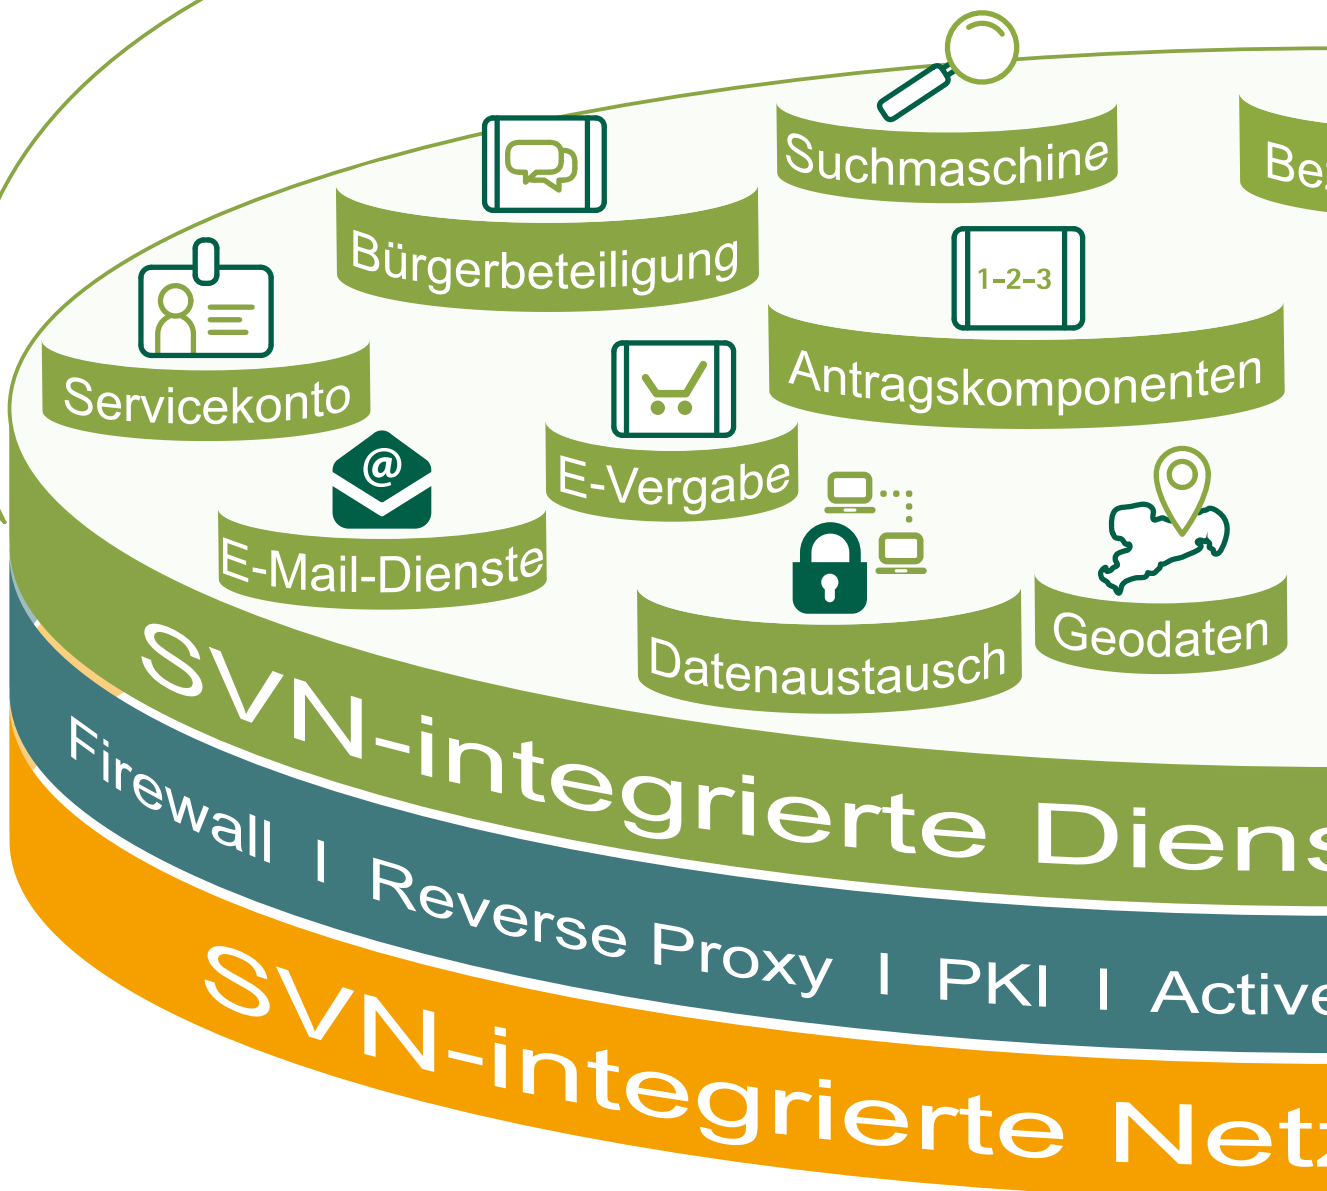 Suchmaschine
Bürgerbeteiligung
1-2-3
Antragskomponenten
Servicekonto
@
E-Vergabe
E-Mail-Dienste
Geodaten
Datenaustausch
SVN-integrierte Diens
Firewall | Reverse Proxy | PKI | Active
SVN-integrierte Netz